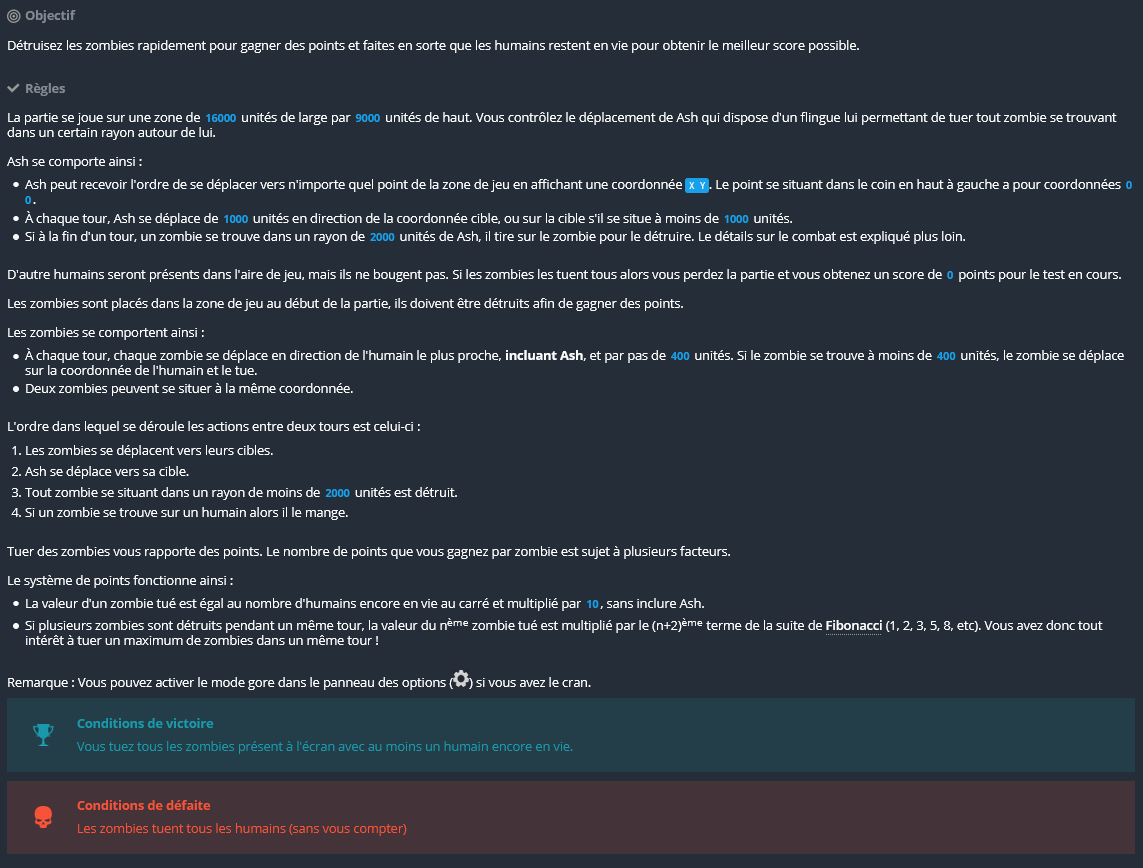 Objectif
Détruisez les zombies rapidement pour gagner des points et faites en sorte que les humains restent en vie pour obtenir le meilleur score possible.
Règles
La partie se joue sur une zone de 16000 unités de large par 9000 unités de haut. Vous contrôlez le déplacement de Ash qui dispose d'un flingue lui permettant de tuer tout zombie se trouvant
dans un certain rayon autour de lui.
Ash se comporte ainsi :
• Ash peut recevoir l'ordre de se déplacer vers n'importe quel point de la zone de jeu en affichant une coordonnée X Y. Le point se situant dans le coin en haut à gauche a pour coordonnées 0
0.
• À chaque tour, Ash se déplace de 1000 unités en direction de la coordonnée cible, ou sur la cible s'il se situe à moins de 1000 unités.
• Si à la fin d'un tour, un zombie se trouve dans un rayon de 2000 unités de Ash, il tire sur le zombie pour le détruire. Le détails sur le combat est expliqué plus loin.
D'autre humains seront présents dans l'aire de jeu, mais ils ne bougent pas. Si les zombies les tuent tous alors vous perdez la partie et vous obtenez un score de 0 points pour le test en cours.
Les zombies sont placés dans la zone de jeu au début de la partie, ils doivent être détruits afin de gagner des points.
Les zombies se comportent ainsi :
• À chaque tour, chaque zombie se déplace en direction de l'humain le plus proche, incluant Ash, et par pas de 400 unités. Si le zombie se trouve à moins de 400 unités, le zombie se déplace
sur la coordonnée de l'humain et le tue.
• Deux zombies peuvent se situer à la même coordonnée.
L'ordre dans lequel se déroule les actions entre deux tours est celui-ci :
1. Les zombies se déplacent vers leurs cibles.
2. Ash se déplace vers sa cible.
3. Tout zombie se situant dans un rayon de moins de 2000 unités est détruit.
4. Si un zombie se trouve sur un humain alors il le mange.
Tuer des zombies vous rapporte des points. Le nombre de points que vous gagnez par zombie est sujet à plusieurs facteurs.
Le système de points fonctionne ainsi :
• La valeur d'un zombie tué est égal au nombre d'humains encore en vie au carré et multiplié par 10, sans inclure Ash.
• Si plusieurs zombies sont détruits pendant un même tour, la valeur du nème zombie tué est multiplié par le (n+2)ème terme de la suite de Fibonacci (1, 2, 3, 5, 8, etc). Vous avez donc tout
intérêt à tuer un maximum de zombies dans un même tour !
Remarque : Vous pouvez activer le mode gore dans le panneau des options () si vous avez le cran.
Conditions de victoire
Vous tuez tous les zombies présent à l'écran avec au moins un humain encore en vie.
Conditions de défaite
Les zombies tuent tous les humains (sans vous compter)